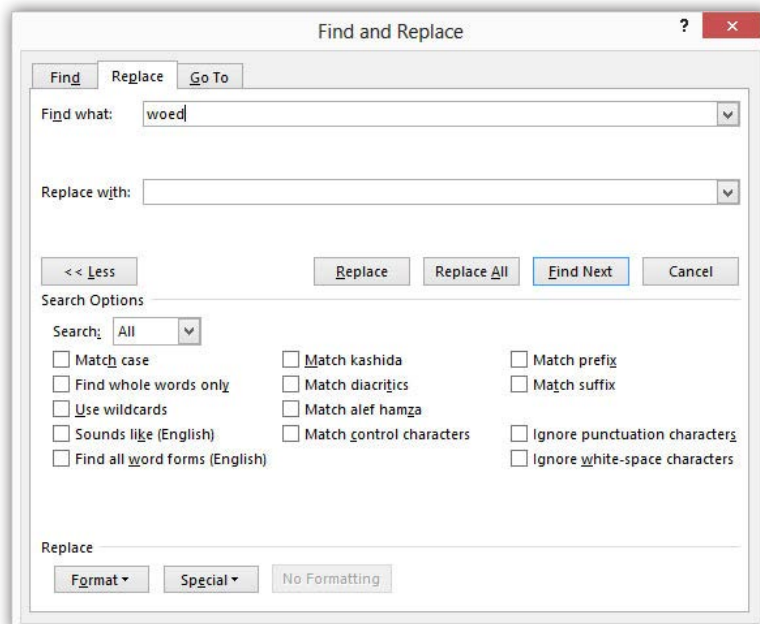 Find and Replace ?
Find Replace Go To
Find what: woed
Replace with:
<< Less Replace Replace All Find Next Cancel
Search Options
Search: All
Match case Match kashida Match prefix
Find whole words only Match diacritics Match suffix
Use wildcards Match alef hamza
Sounds like (English) Match control characters Ignore punctuation characters
Find all word forms (English) Ignore white-space characters
Replace
Format Special No Formatting